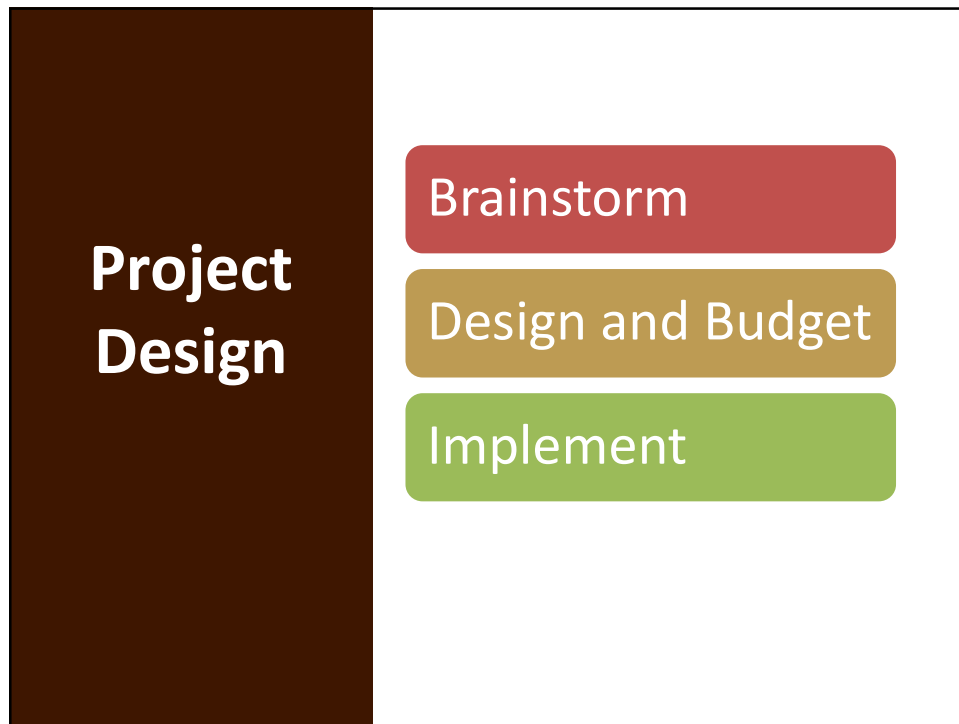 Project
Design
Brainstorm
Design and Budget
Implement